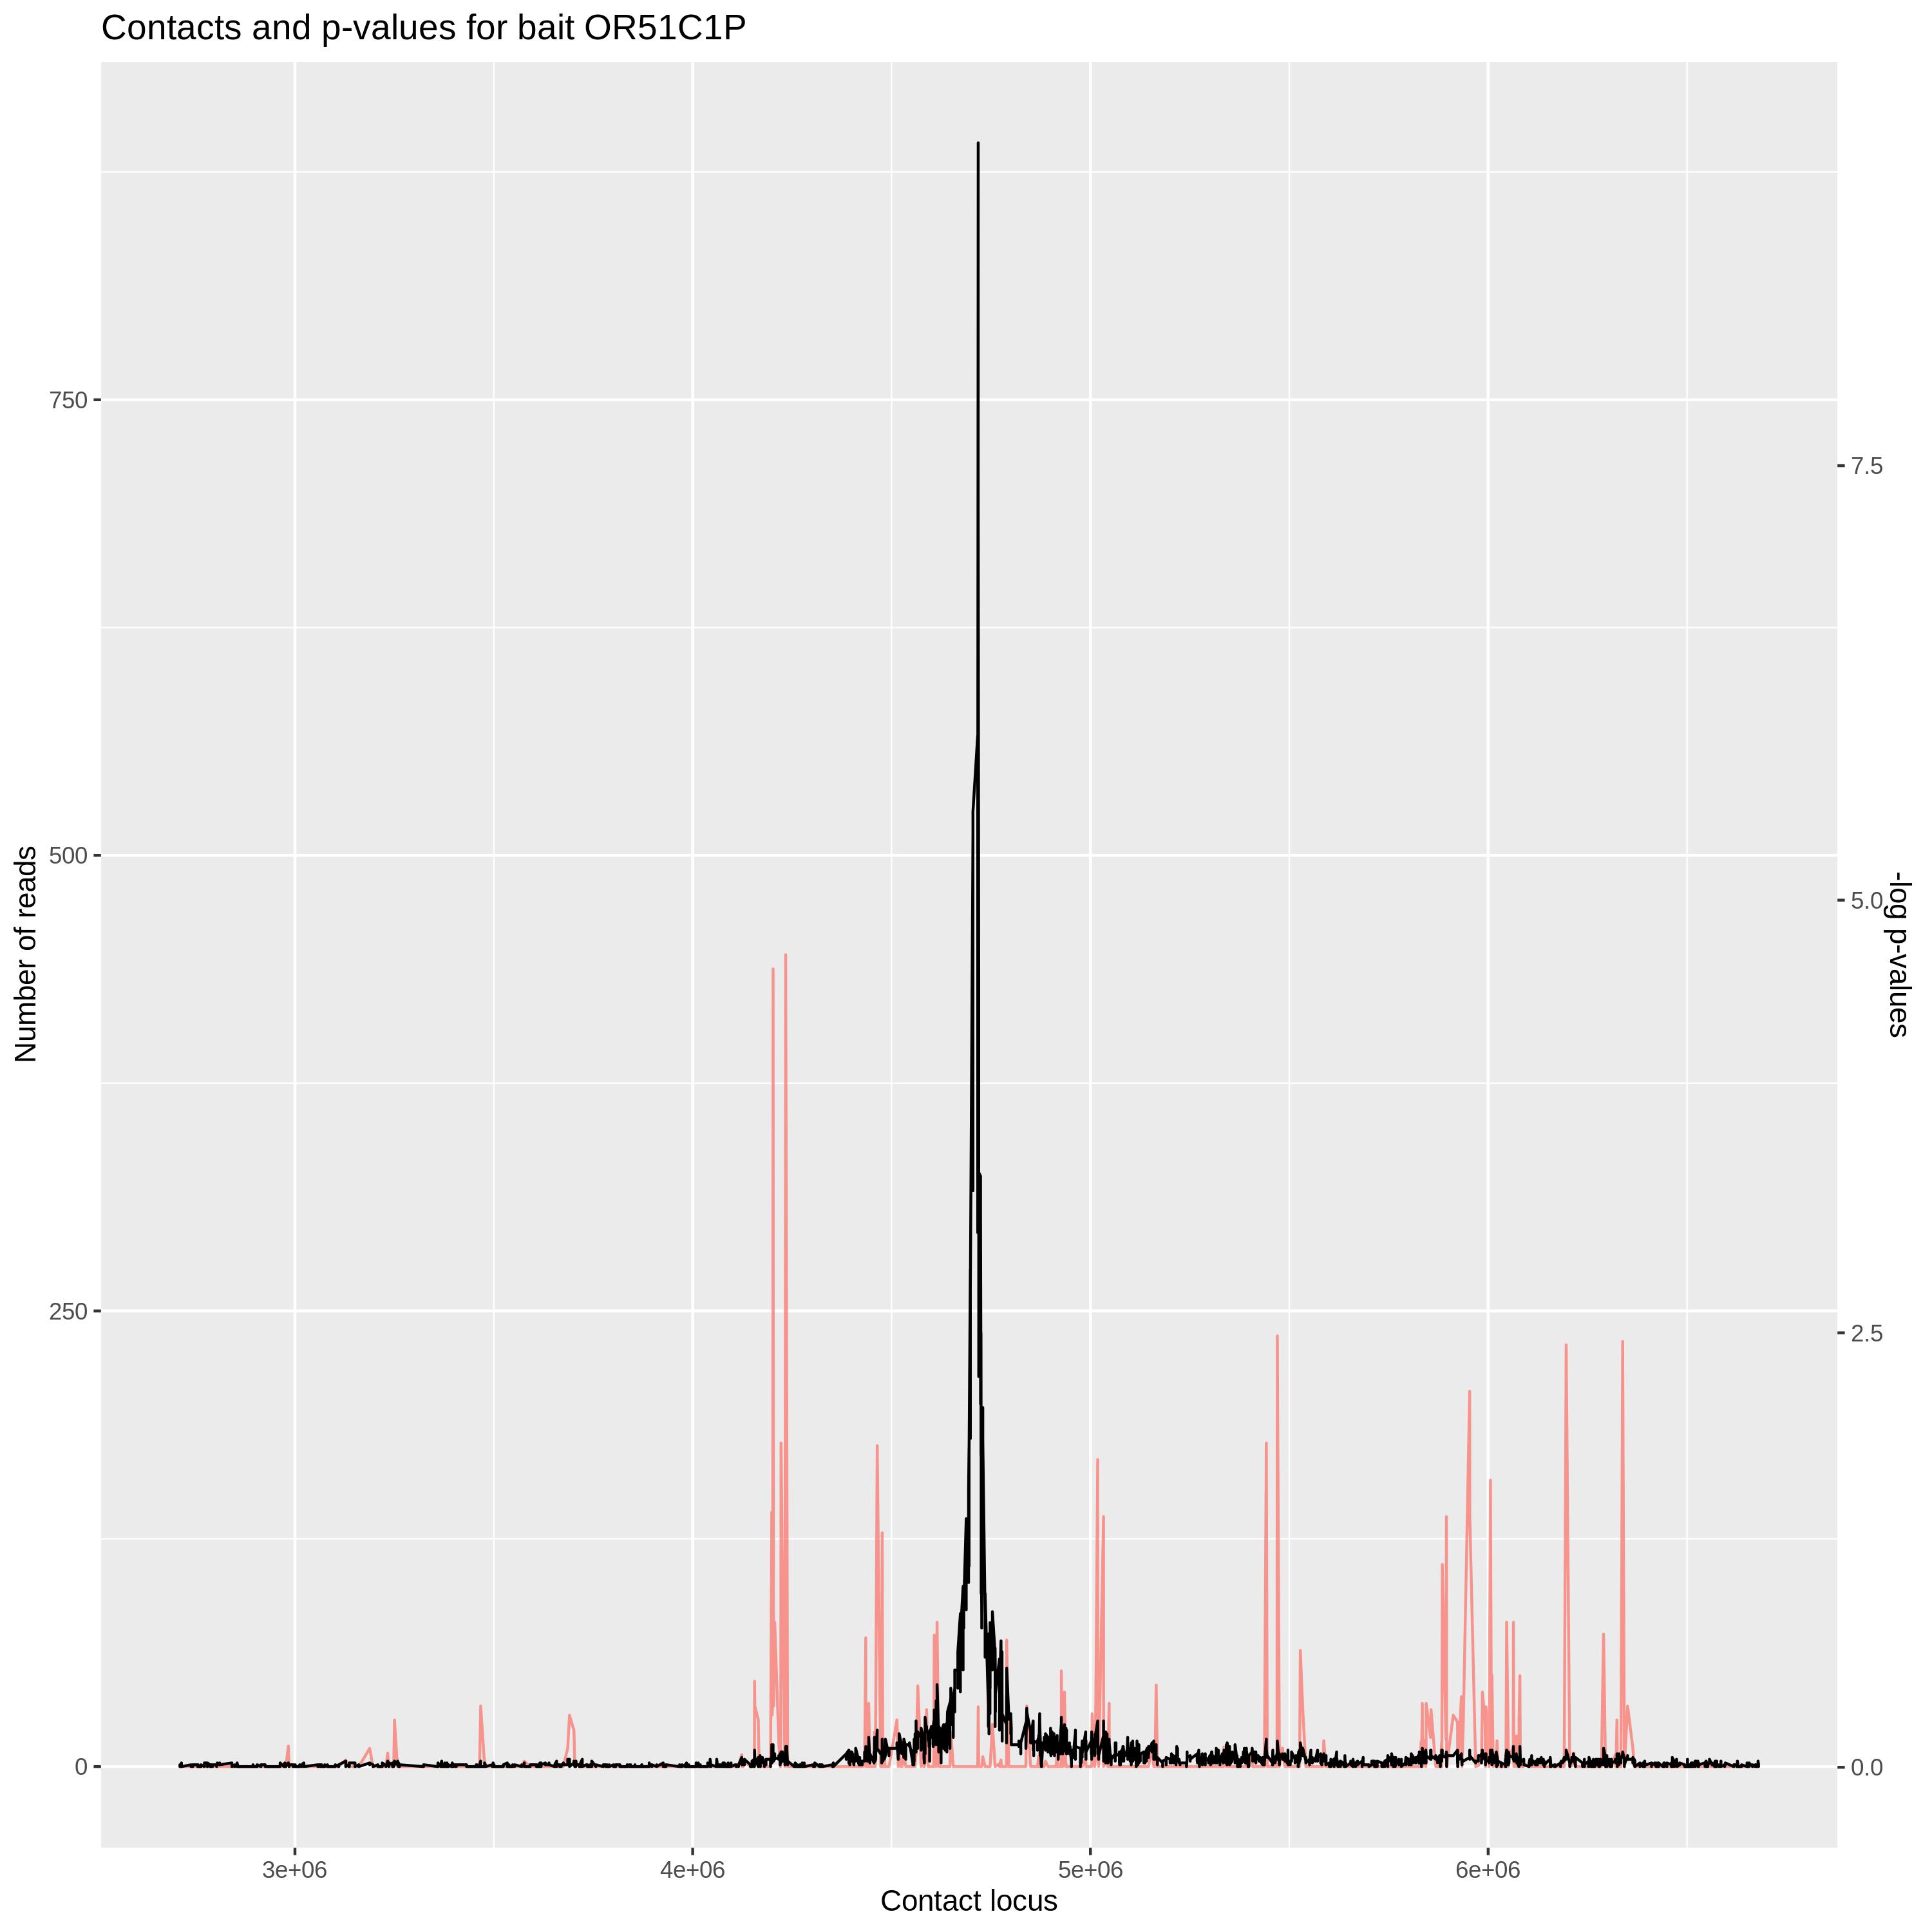 Contacts and p-values for bait OR51C1P
Number of reads
750
500
250
0
7.5
5.0
2.5
0.0
-log p-values
3e+06
4e+06
5e+06
6e+06
Contact locus